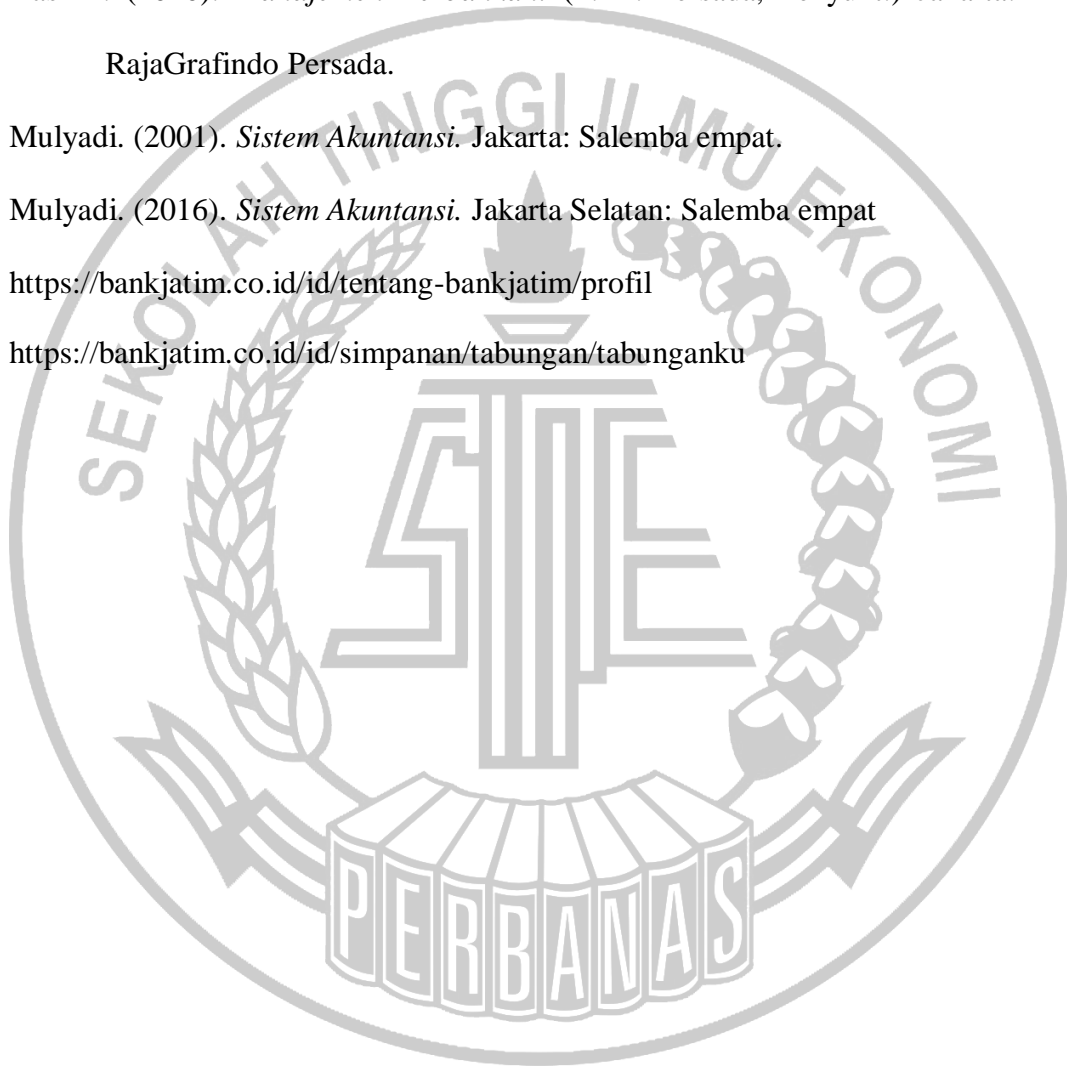 RajaGrafindo Persada.
Mulyadi. (2001). Sistem Akuntansi. Jakarta: Salemba empat.
Mulyadi. (2016). Sistem Akuntansi. Jakarta Selatan: Salemba empat
https://bankjatim.co.id/id/tentang-bankjatim/profil
https://bankjatim.co.id/id/simpanan/tabungan/tabunganku
SEKOLAH TINGGI ILMU EKONOMI
STIE
PERBANAS